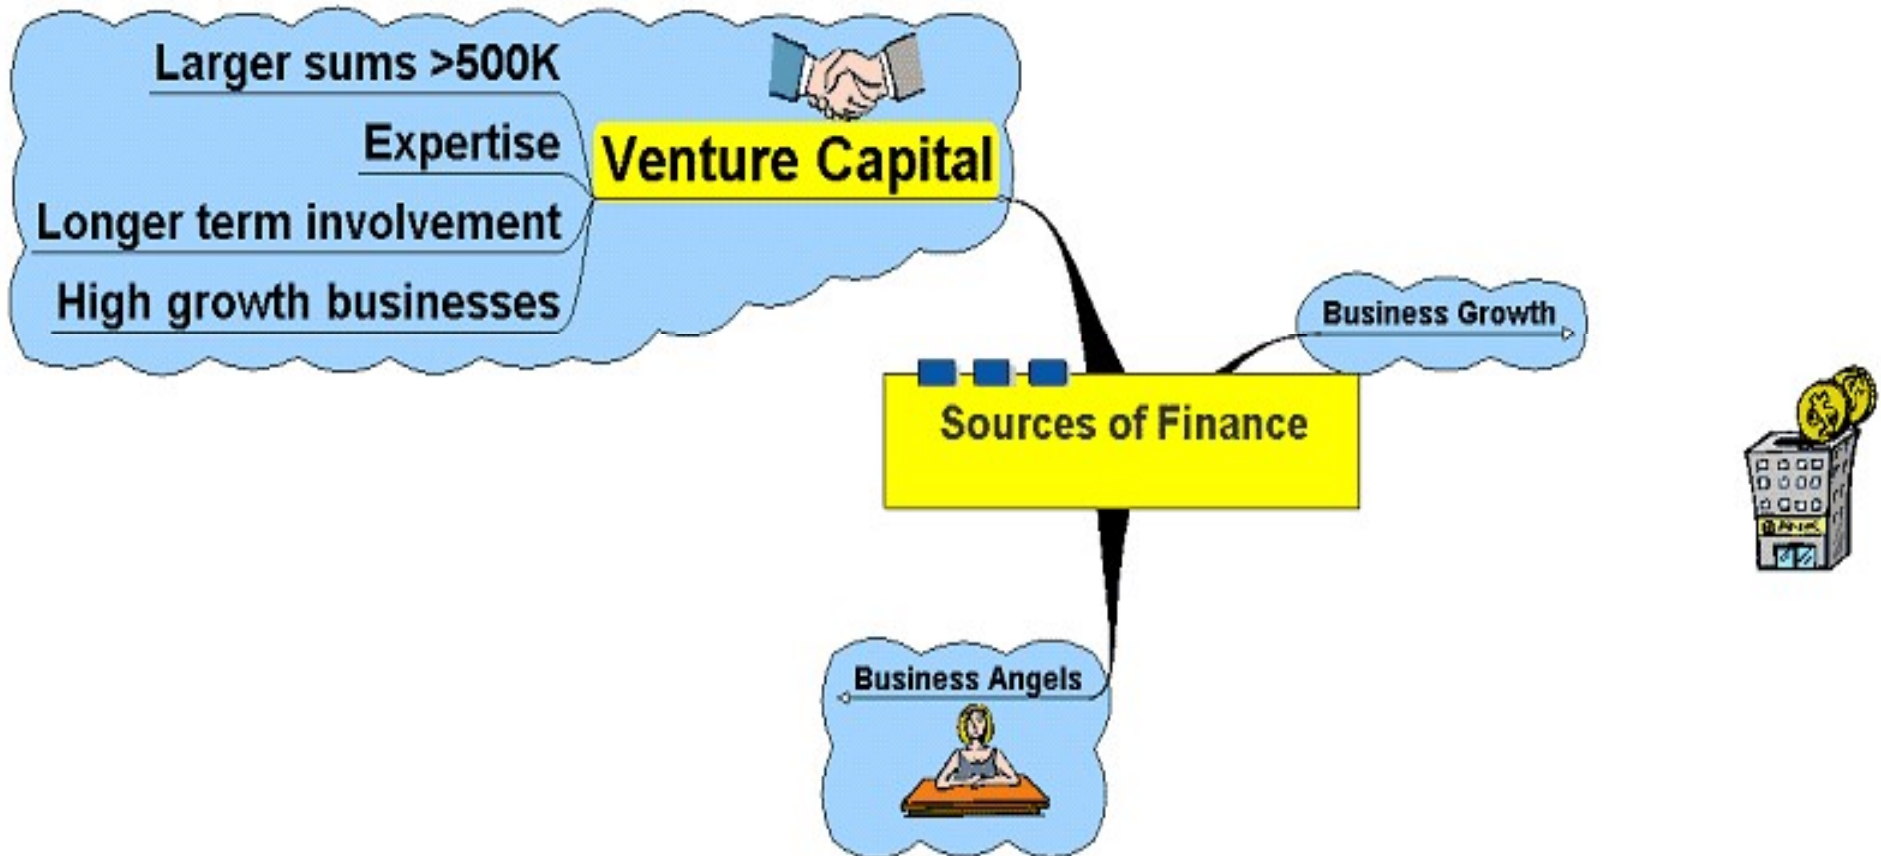 Larger sums >500K
Expertise
Longer term involvement
High growth businesses
Venture Capital
Business Growth
Sources of Finance
Business Angels